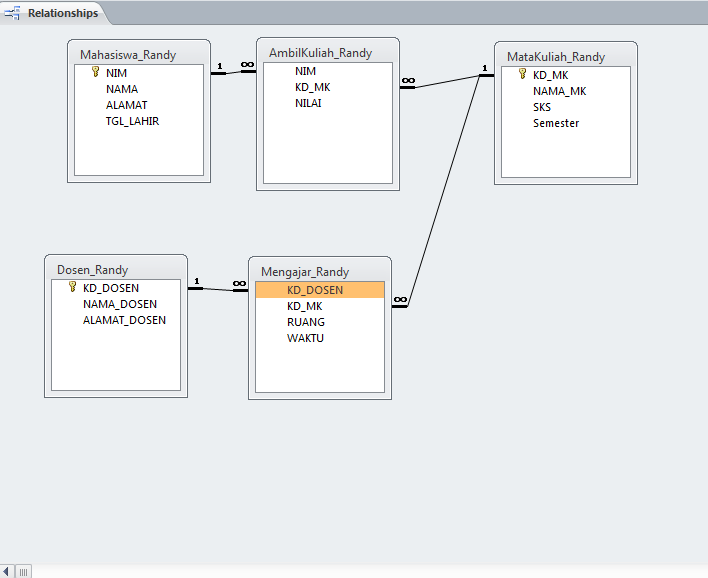 Relationships
Mahasiswa_Randy
NIM
NAMA
ALAMAT
TGL_LAHIR
1
∞
AmbilKuliah_Randy
NIM
KD_MK
NILAI
∞
1
MataKuliah_Randy
KD_MK
NAMA_MK
SKS
Semester
Dosen_Randy
KD_DOSEN
NAMA_DOSEN
ALAMAT_DOSEN
1
∞
Mengajar_Randy
KD_DOSEN
KD_MK
RUANG
WAKTU
∞